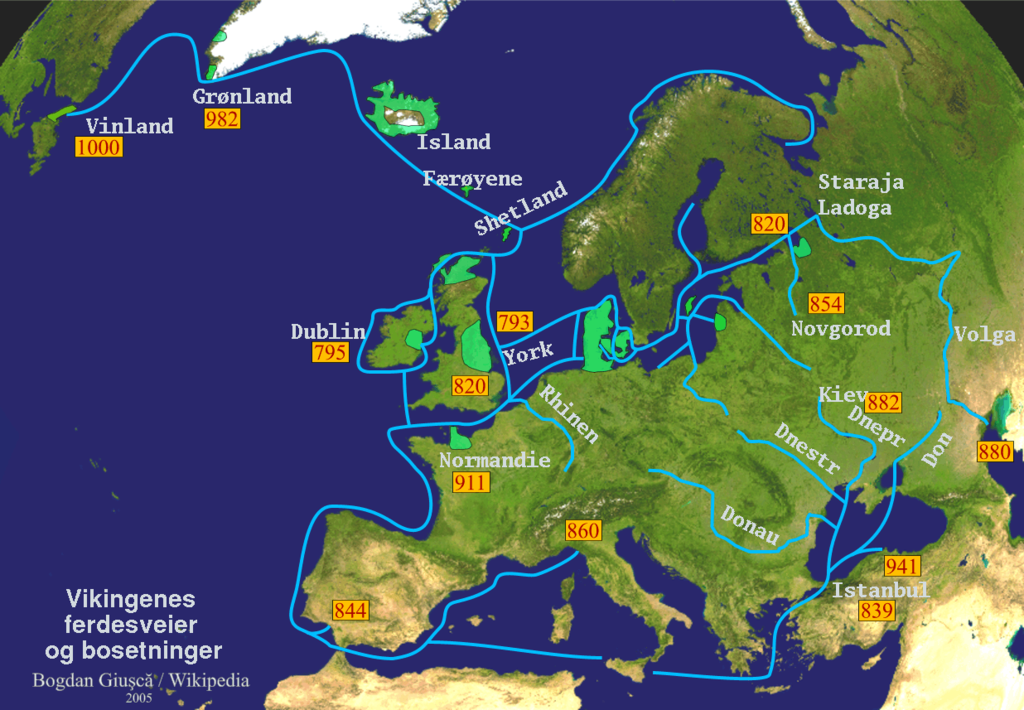 Grønland
982
Vinland
1000
Island
Færøyene
Shetland
Staraja
Ladoga
820
854
Novgorod
793
York
Dublin
795
820
Volga
Rhinen
Kiev
882
Dnepr
Dnestr
Don
880
Normandie
911
Donau
860
941
Istanbul
839
844
Vikingenes
ferdesveier
og bosetninger
Bogdan Giuşcă / Wikipedia
2005